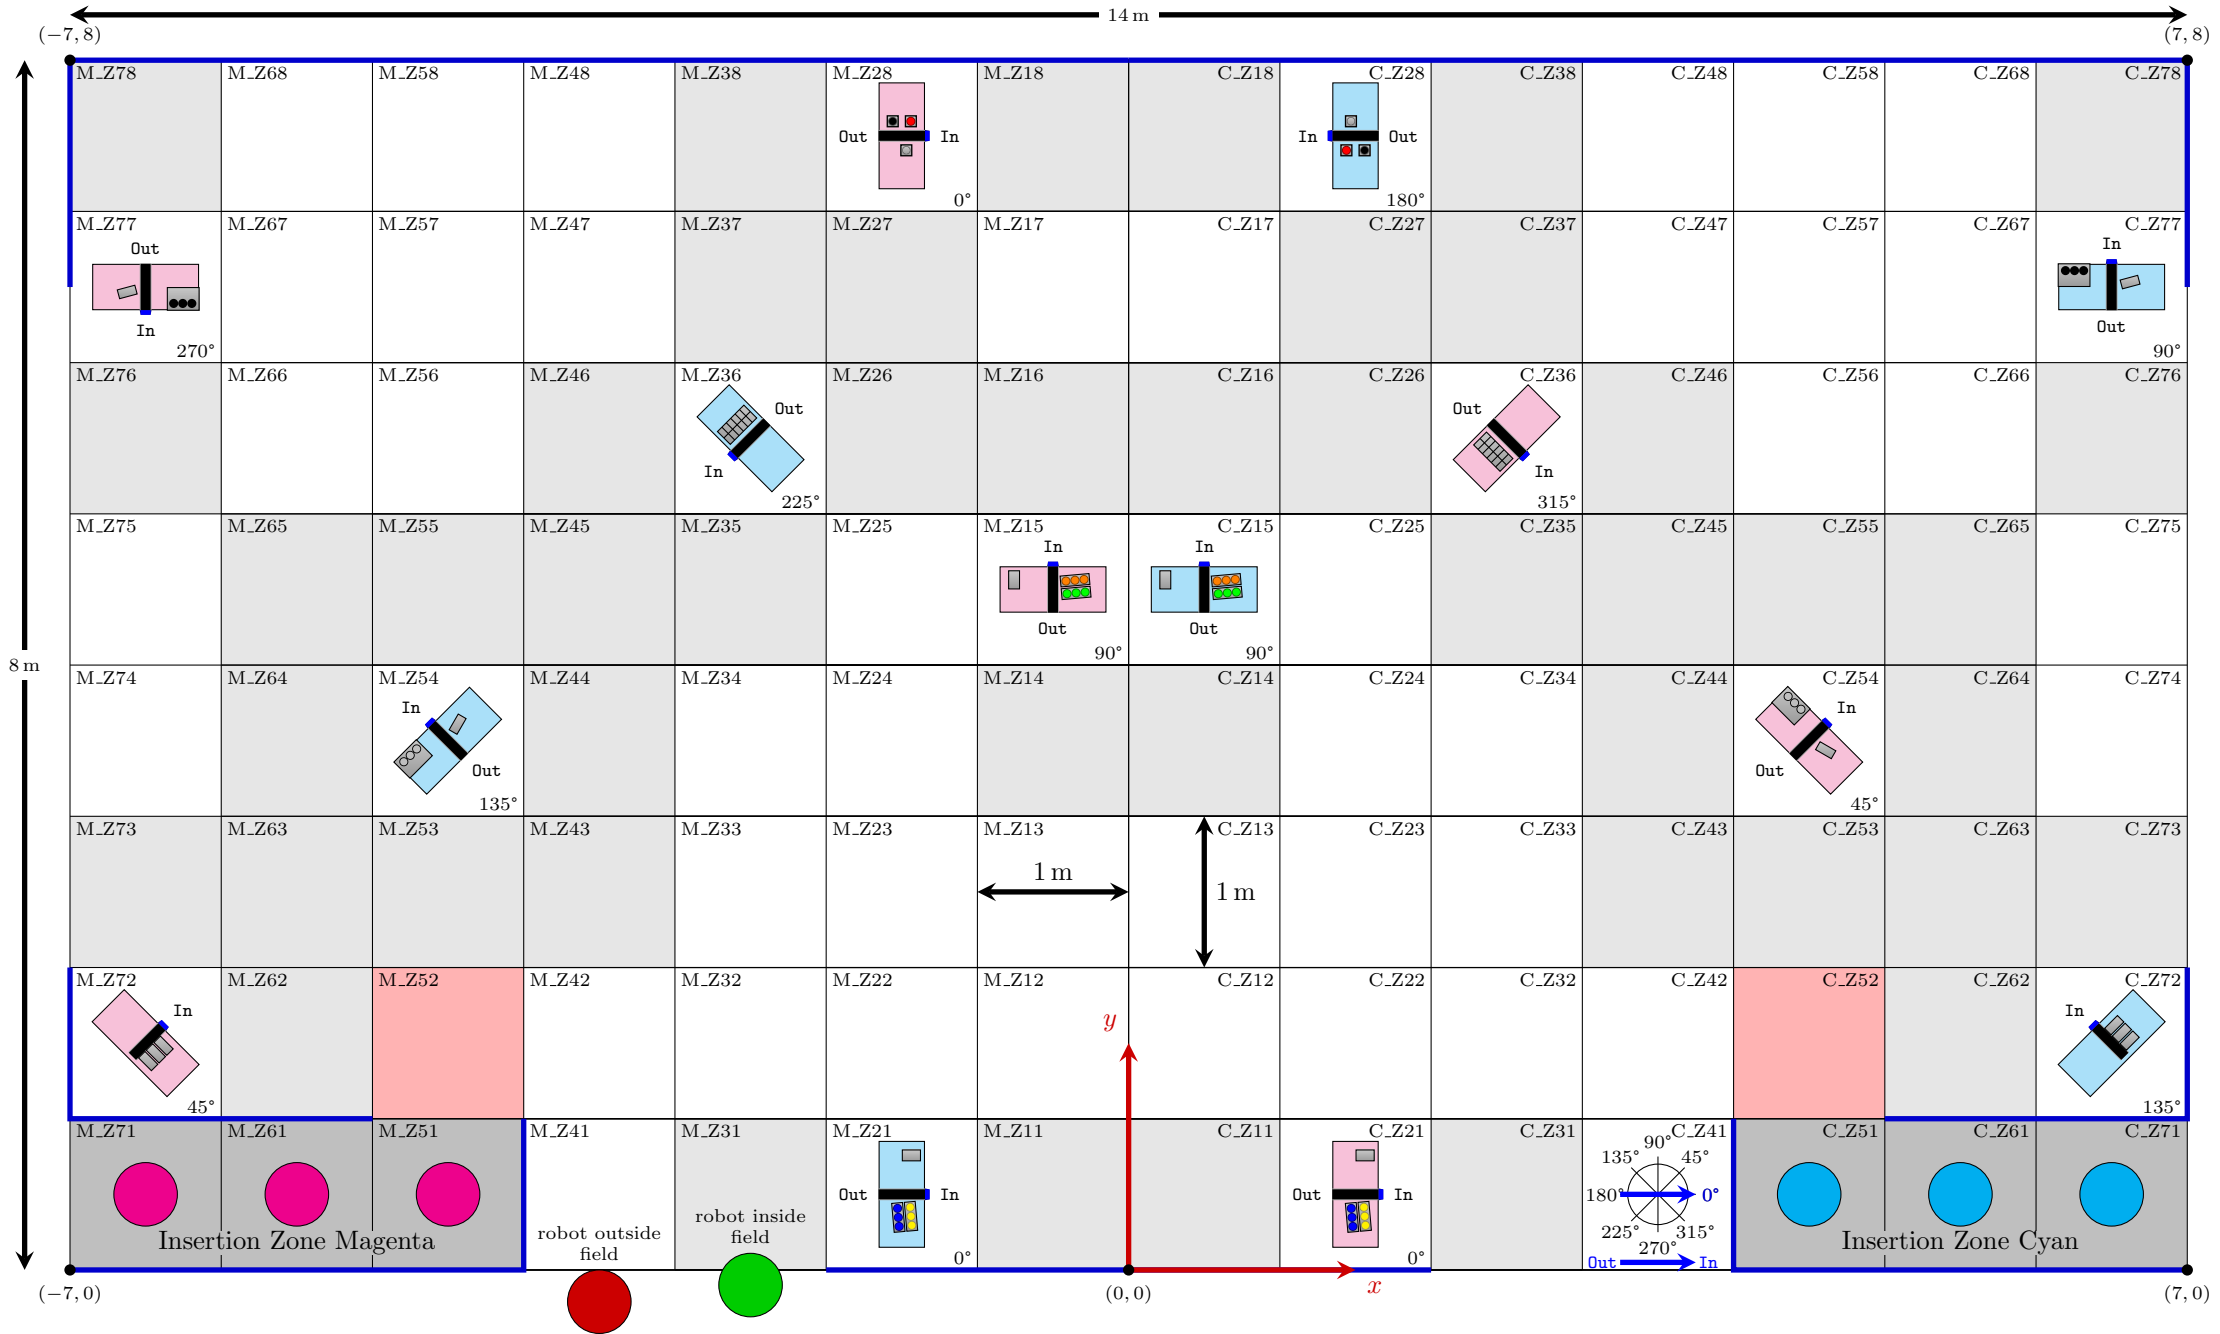 14 m
(−7, 8)
(7, 8)
M_Z78 M_Z68 M_Z58 M_Z48 M_Z38 M_Z28 M_Z18 C_Z18 C_Z28 C_Z38 C_Z48 C_Z58 C_Z68 C_Z78
Out In In Out
0° 180°
M_Z77 M_Z67 M_Z57 M_Z47 M_Z37 M_Z27 M_Z17 C_Z17 C_Z27 C_Z37 C_Z47 C_Z57 C_Z67 C_Z77
Out In
In Out
270° 90°
M_Z76 M_Z66 M_Z56 M_Z46 M_Z36 M_Z26 M_Z16 C_Z16 C_Z26 C_Z36 C_Z46 C_Z56 C_Z66 C_Z76
Out Out
In In
225° 315°
M_Z75 M_Z65 M_Z55 M_Z45 M_Z35 M_Z25 M_Z15 C_Z15 C_Z25 C_Z35 C_Z45 C_Z55 C_Z65 C_Z75
In In
Out Out
90° 90°
8 m
M_Z74 M_Z64 M_Z54 M_Z44 M_Z34 M_Z24 M_Z14 C_Z14 C_Z24 C_Z34 C_Z44 C_Z54 C_Z64 C_Z74
In In
Out Out
135° 45°
M_Z73 M_Z63 M_Z53 M_Z43 M_Z33 M_Z23 M_Z13 C_Z13 C_Z23 C_Z33 C_Z43 C_Z53 C_Z63 C_Z73
1 m
1 m
M_Z72 M_Z62 M_Z52 M_Z42 M_Z32 M_Z22 M_Z12 C_Z12 C_Z22 C_Z32 C_Z42 C_Z52 C_Z62 C_Z72
In In
y
45° 135°
M_Z71 M_Z61 M_Z51 M_Z41 M_Z31 M_Z21 M_Z11 C_Z11 C_Z21 C_Z31 C_Z41 C_Z51 C_Z61 C_Z71
90°
135° 45°
Out In Out In 180° 0°
225° 315°
270°
robot inside
field
robot outside
field
Insertion Zone Magenta
Insertion Zone Cyan
0° 0°
Out In
x
(−7, 0)
(0, 0)
(7, 0)